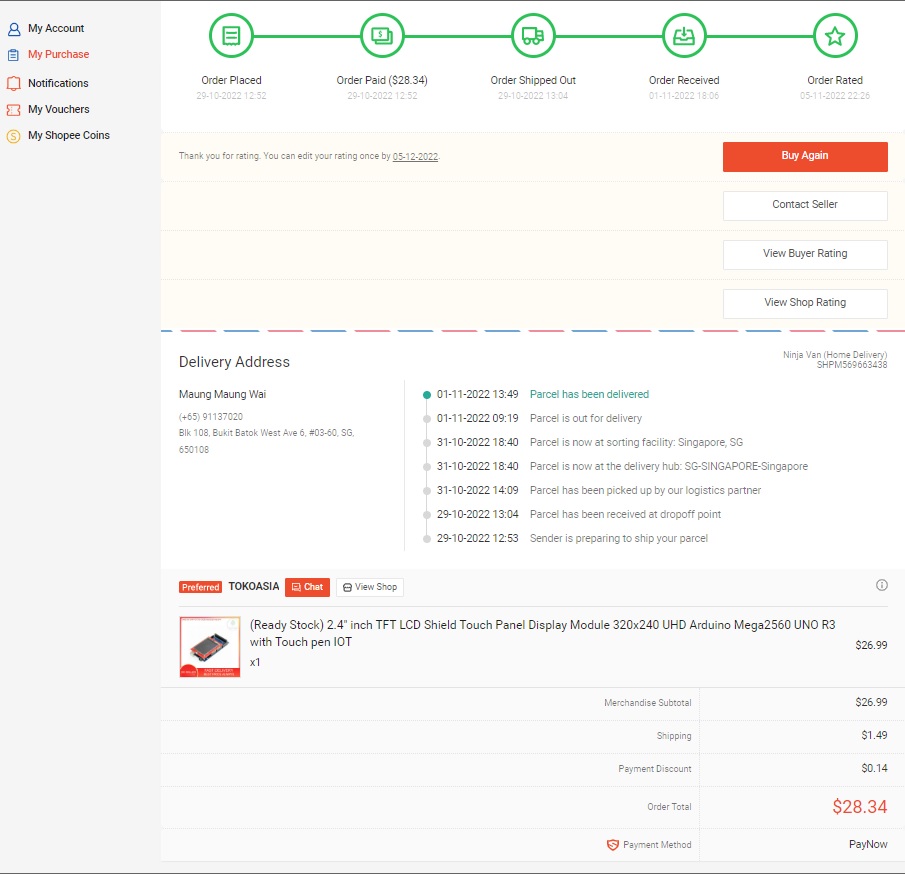 My Account
My Purchase
Notifications
My Vouchers
My Shopee Coins
Order Placed
29-10-2022 12:52
Order Paid ($28.34)
29-10-2022 12:52
Order Shipped Out
29-10-2022 13:04
Order Received
01-11-2022 18:06
Order Rated
05-11-2022 22:26
Thank you for rating. You can edit your rating once by 05-12-2022.
Buy Again
Contact Seller
View Buyer Rating
View Shop Rating
Delivery Address
Ninja Van (Home Delivery)
SHPM569663438
Maung Maung Wai
(+65) 91137020
Blk 108, Bukit Batok West Ave 6, #03-60, SG,
650108
01-11-2022 13:49 Parcel has been delivered
01-11-2022 09:19 Parcel is out for delivery
31-10-2022 18:40 Parcel is now at sorting facility: Singapore, SG
31-10-2022 18:40 Parcel is now at the delivery hub: SG-SINGAPORE-Singapore
31-10-2022 14:09 Parcel has been picked up by our logistics partner
29-10-2022 13:04 Parcel has been received at dropoff point
29-10-2022 12:53 Sender is preparing to ship your parcel
Preferred TOKOASIA Chat View Shop
(Ready Stock) 2.4" inch TFT LCD Shield Touch Panel Display Module 320x240 UHD Arduino Mega2560 UNO R3
with Touch pen IOT
x1
$26.99
Merchandise Subtotal $26.99
Shipping $1.49
Payment Discount $0.14
Order Total $28.34
Payment Method PayNow